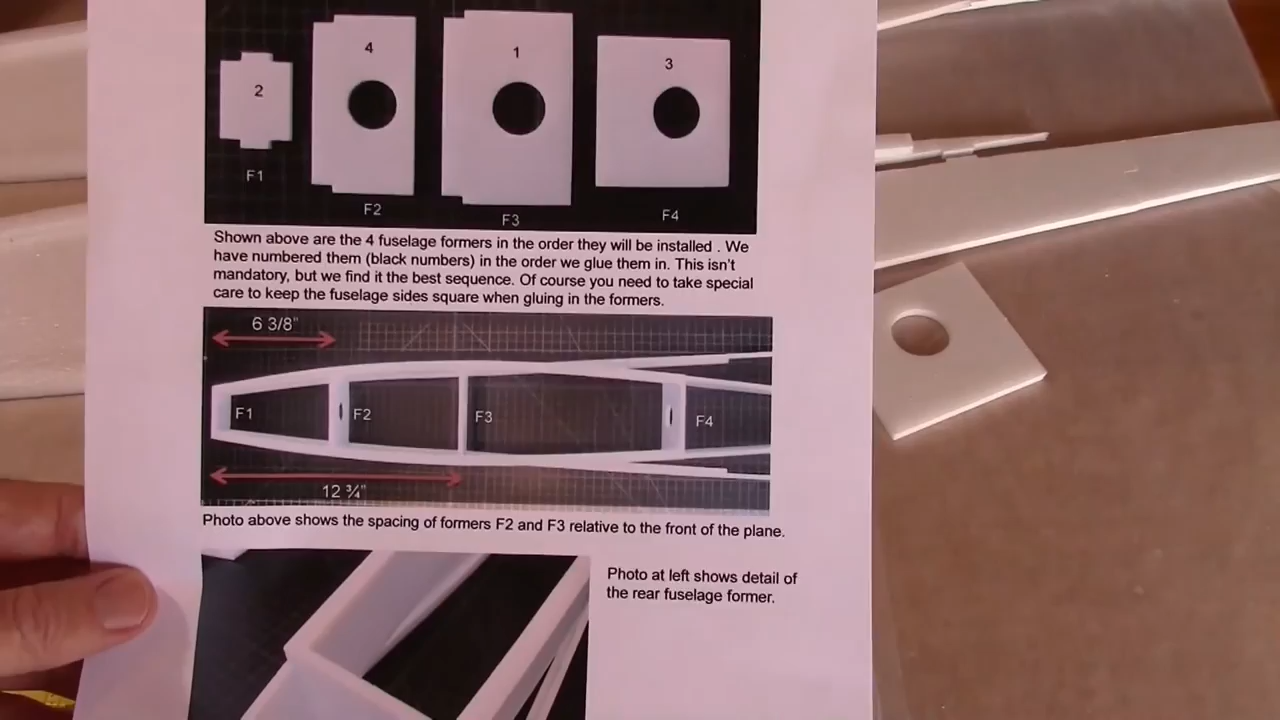 2
4
1
3
F1
F2
F3
F4
Shown above are the 4 fuselage formers in the order they will be installed . We
have numbered them (black numbers) in the order we glue them in. This isn't
mandatory, but we find it the best sequence. Of course you need to take special
care to keep the fuselage sides square when gluing in the formers.
6 3/8"
F1
F2
F3
F4
12 ¾"
Photo above shows the spacing of formers F2 and F3 relative to the front of the plane.
Photo at left shows detail of
the rear fuselage former.